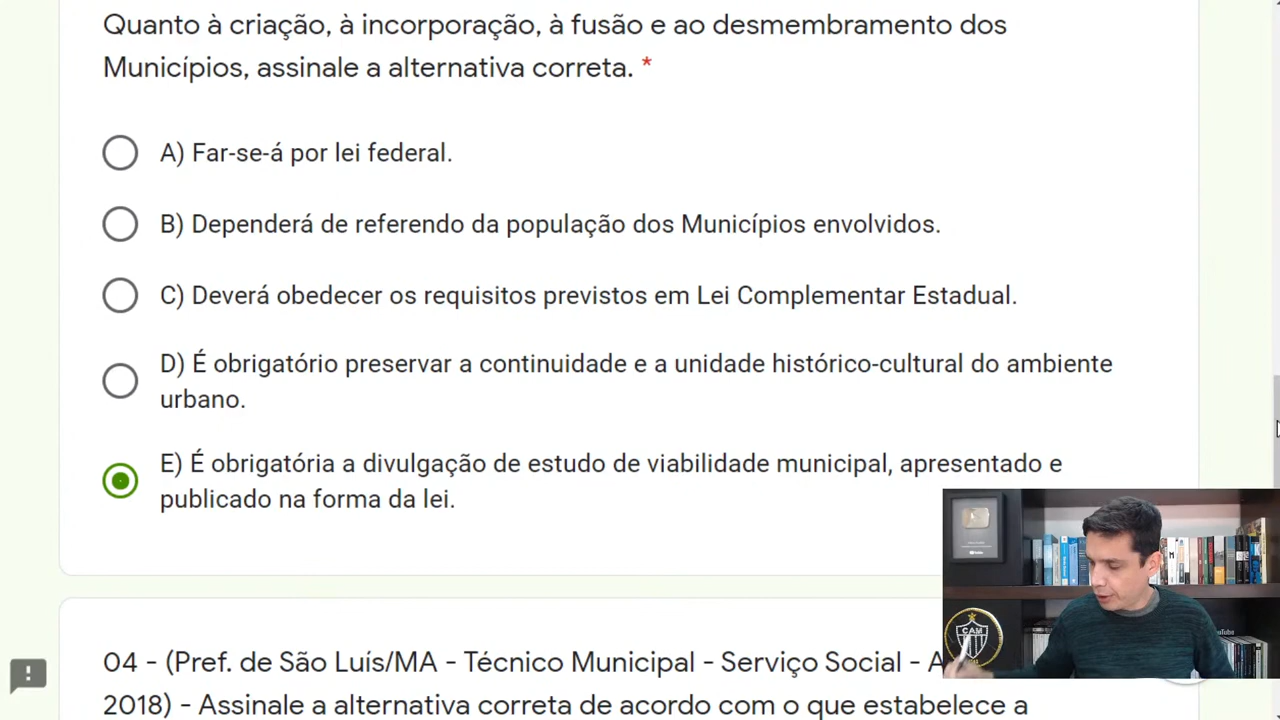 Quanto à criação, à incorporação, à fusão e ao desmembramento dos
Municípios, assinale a alternativa correta. *
A) Far-se-á por lei federal.
B) Dependerá de referendo da população dos Municípios envolvidos.
C) Deverá obedecer os requisitos previstos em Lei Complementar Estadual.
D) É obrigatório preservar a continuidade e a unidade histórico-cultural do ambiente
urbano.
E) É obrigatória a divulgação de estudo de viabilidade municipal, apresentado e
publicado na forma da lei.
CAM
04 - (Pref. de São Luís/MA - Técnico Municipal - Serviço Social - A
2018) - Assinale a alternativa correta de acordo com o que estabelece a